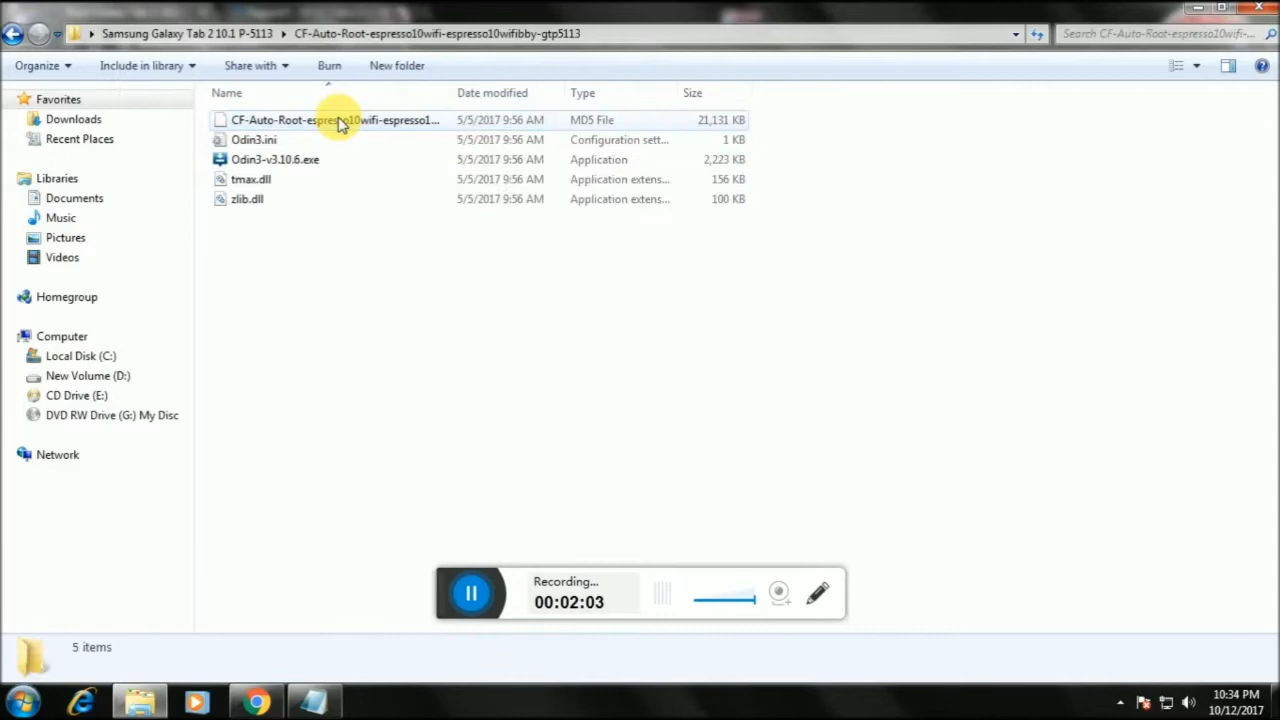 Samsung Galaxy Tab 2 10.1 P-5113 CF-Auto-Root-espresso10wifi-espresso10wifibby-gtp5113 Search CF-Auto-Root-espresso10wifi-...
Organize Include in library Share with Burn New folder
Name Date modified Type Size
CF-Auto-Root-espresso10wifi-espresso1... 5/5/2017 9:56 AM MD5 File 21,131 KB
Odin3.ini 5/5/2017 9:56 AM Configuration sett... 1 KB
Odin3-v3.10.6.exe 5/5/2017 9:56 AM Application 2,223 KB
tmax.dll 5/5/2017 9:56 AM Application extens... 156 KB
zlib.dll 5/5/2017 9:56 AM Application extens... 100 KB
Favorites
Downloads
Recent Places
Libraries
Documents
Music
Pictures
Videos
Homegroup
Computer
Local Disk (C:)
New Volume (D:)
CD Drive (E:)
DVD RW Drive (G:) My Disc
Network
Recording...
00:02:03
5 items
10:34 PM
10/12/2017